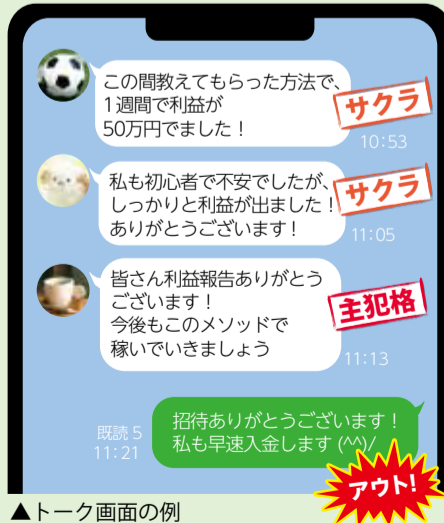 この間教えてもらった方法で、
1週間で利益が
50万円でました！
サクラ
10:53
私も初心者で不安でしたが、
しっかりと利益が出ました！
ありがとうございます！
サクラ
11:05
皆さん利益報告ありがとう
ございます！
今後もこのメソッドで
稼いでいきましょう
主犯格
11:13
招待ありがとうございます！
私も早速入金します (^^)/
既読 5
11:21
アウト!
▲トーク画面の例